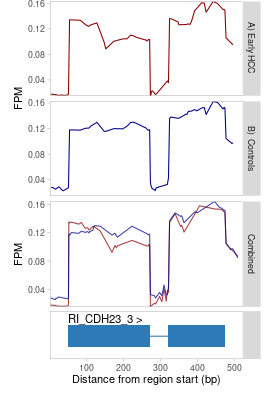 0.16
0.12
0.08
0.04
FPM
A) Early HCC
0.16
0.12
0.08
0.04
FPM
B) Controls
0.16
0.12
0.08
0.04
FPM
Combined
RI_CDH23_3 >
100 200 300 400 500
Distance from region start (bp)